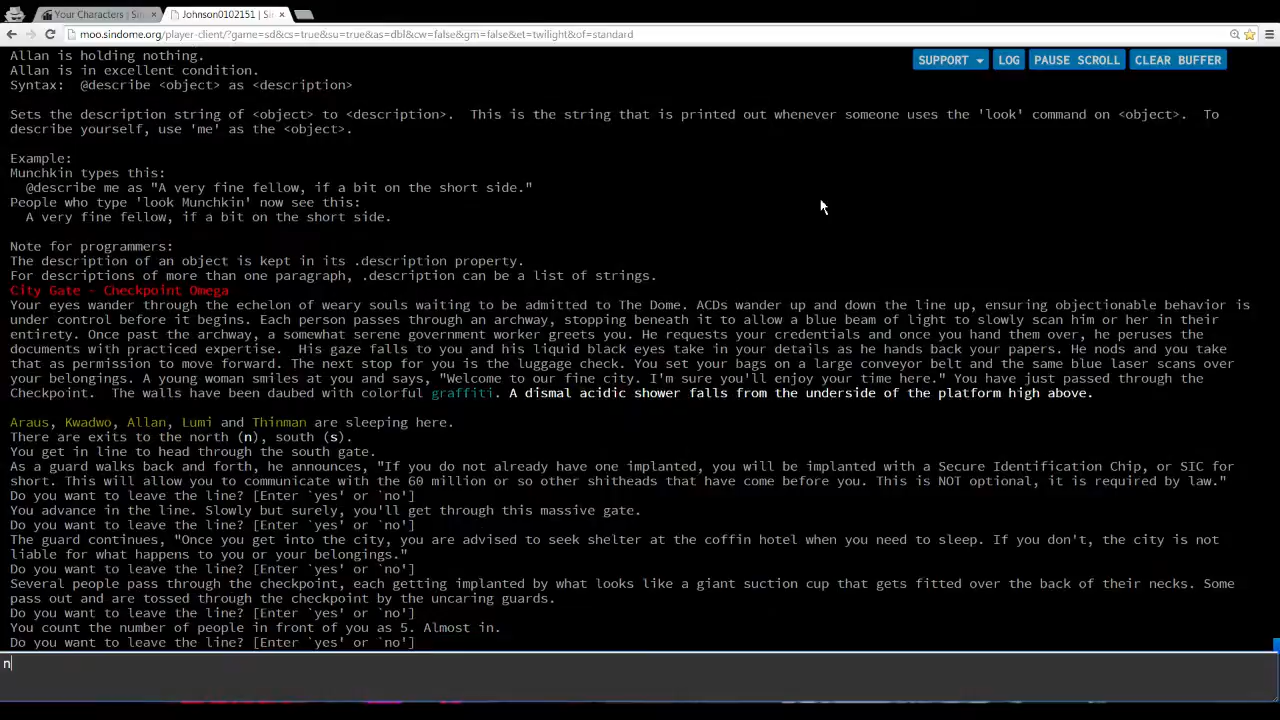 Your Characters | Si
Johnson0102151 | Si
moo.sindome.org/player-client/?game=sd&cs=true&su=true&as=dbl&cw=false&gm=false&et=twilight&of=standard
SUPPORT LOG PAUSE SCROLL CLEAR BUFFER
Allan is holding nothing.
Allan is in excellent condition.
Syntax:  @describe <object> as <description>
Sets the description string of <object> to <description>.  This is the string that is printed out whenever someone uses the 'look' command on <object>.  To
describe yourself, use 'me' as the <object>.
Example:
Munchkin types this:
@describe me as "A very fine fellow, if a bit on the short side."
People who type 'look Munchkin' now see this:
A very fine fellow, if a bit on the short side.
Note for programmers:
The description of an object is kept in its .description property.
For descriptions of more than one paragraph, .description can be a list of strings.
City Gate - Checkpoint Omega
Your eyes wander through the echelon of weary souls waiting to be admitted to The Dome. ACDs wander up and down the line up, ensuring objectionable behavior is
under control before it begins. Each person passes through an archway, stopping beneath it to allow a blue beam of light to slowly scan him or her in their
entirety. Once past the archway, a somewhat serene government worker greets you. He requests your credentials and once you hand them over, he peruses the
documents with practiced expertise.  His gaze falls to you and his liquid black eyes take in your details as he hands back your papers. He nods and you take
that as permission to move forward. The next stop for you is the luggage check. You set your bags on a large conveyor belt and the same blue laser scans over
your belongings. A young woman smiles at you and says, "Welcome to our fine city. I'm sure you'll enjoy your time here." You have just passed through the
Checkpoint.  The walls have been daubed with colorful graffiti. A dismal acidic shower falls from the underside of the platform high above.
Araus, Kwadwo, Allan, Lumi and Thinman are sleeping here.
There are exits to the north (n), south (s).
You get in line to head through the south gate.
As a guard walks back and forth, he announces, "If you do not already have one implanted, you will be implanted with a Secure Identification Chip, or SIC for
short. This will allow you to communicate with the 60 million or so other shitheads that have come before you. This is NOT optional, it is required by law."
Do you want to leave the line? [Enter `yes' or `no']
You advance in the line. Slowly but surely, you'll get through this massive gate.
Do you want to leave the line? [Enter `yes' or `no']
The guard continues, "Once you get into the city, you are advised to seek shelter at the coffin hotel when you need to sleep. If you don't, the city is not
liable for what happens to you or your belongings."
Do you want to leave the line? [Enter `yes' or `no']
Several people pass through the checkpoint, each getting implanted by what looks like a giant suction cup that gets fitted over the back of their necks. Some
pass out and are tossed through the checkpoint by the uncaring guards.
Do you want to leave the line? [Enter `yes' or `no']
You count the number of people in front of you as 5. Almost in.
Do you want to leave the line? [Enter `yes' or `no']
n